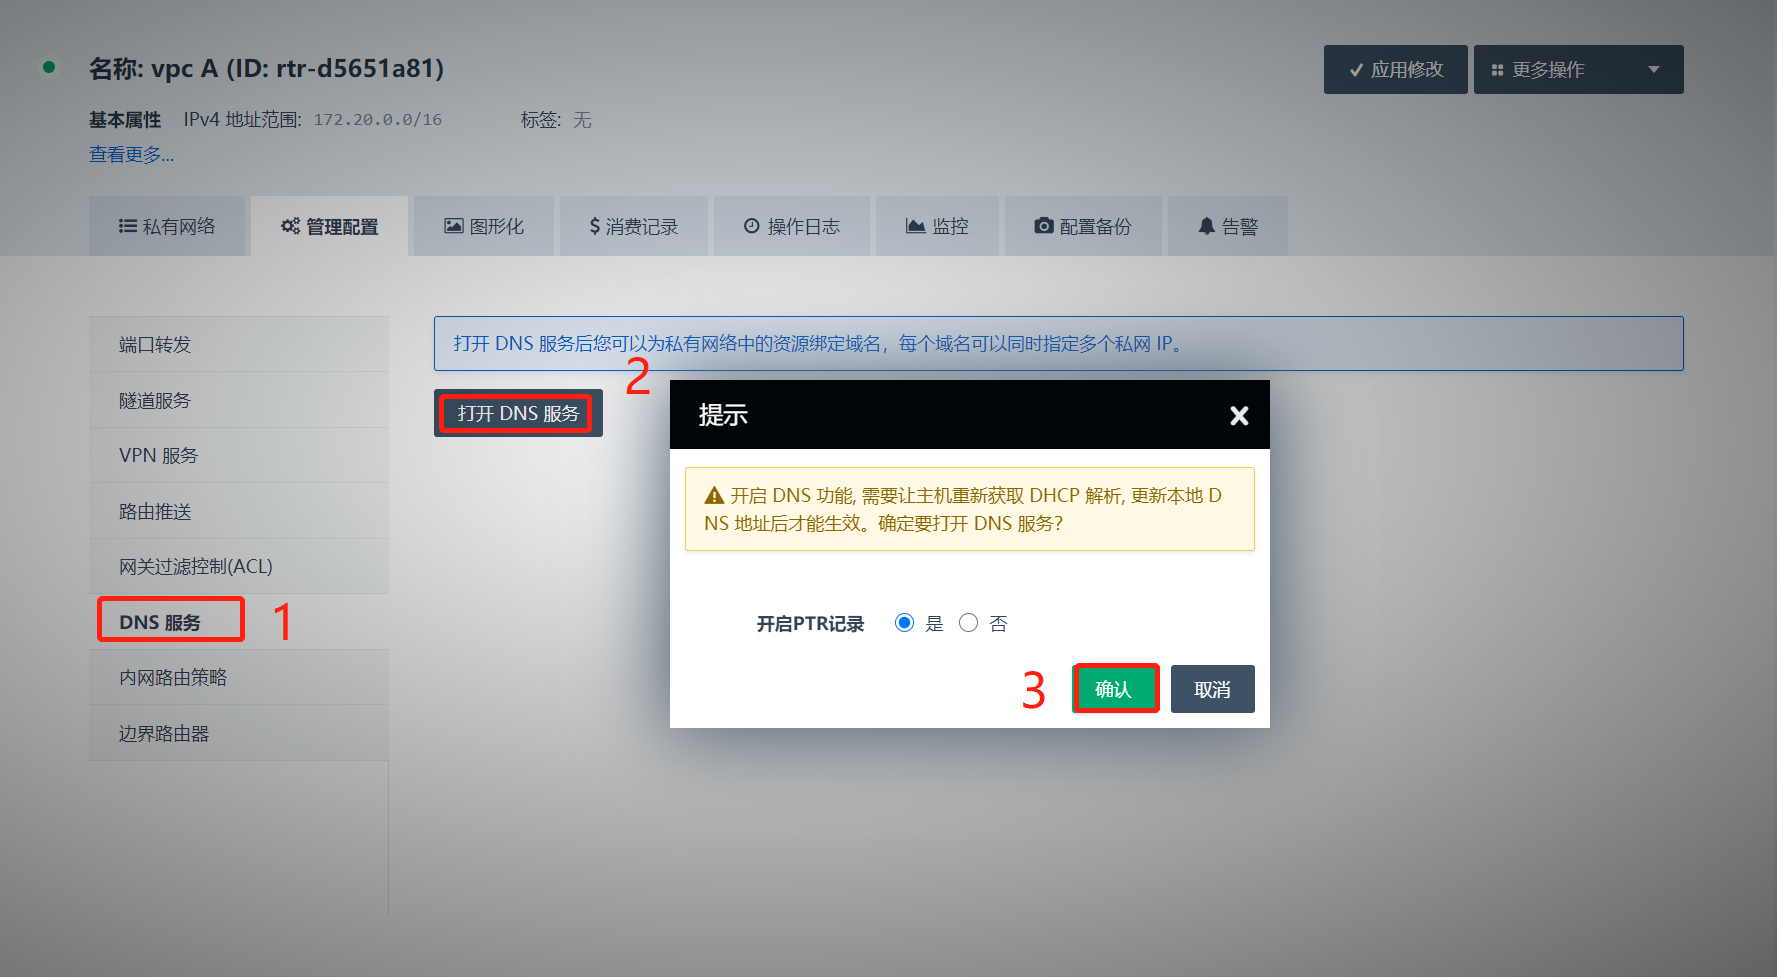 名称: vpc A (ID: rtr-d5651a81)
应用修改
更多操作
基本属性 IPv4 地址范围: 172.20.0.0/16 标签: 无
查看更多...
私有网络
管理配置
图形化
$ 消费记录
操作日志
监控
配置备份
告警
端口转发
隧道服务
VPN 服务
路由推送
网关过滤控制(ACL)
DNS 服务
1
内网路由策略
边界路由器
打开 DNS 服务后您可以为私有网络中的资源绑定域名，每个域名可以同时指定多个私网 IP。
打开 DNS 服务
2
提示
开启 DNS 功能, 需要让主机重新获取 DHCP 解析, 更新本地 D
NS 地址后才能生效。确定要打开 DNS 服务?
开启PTR记录 是 否
3
确认
取消